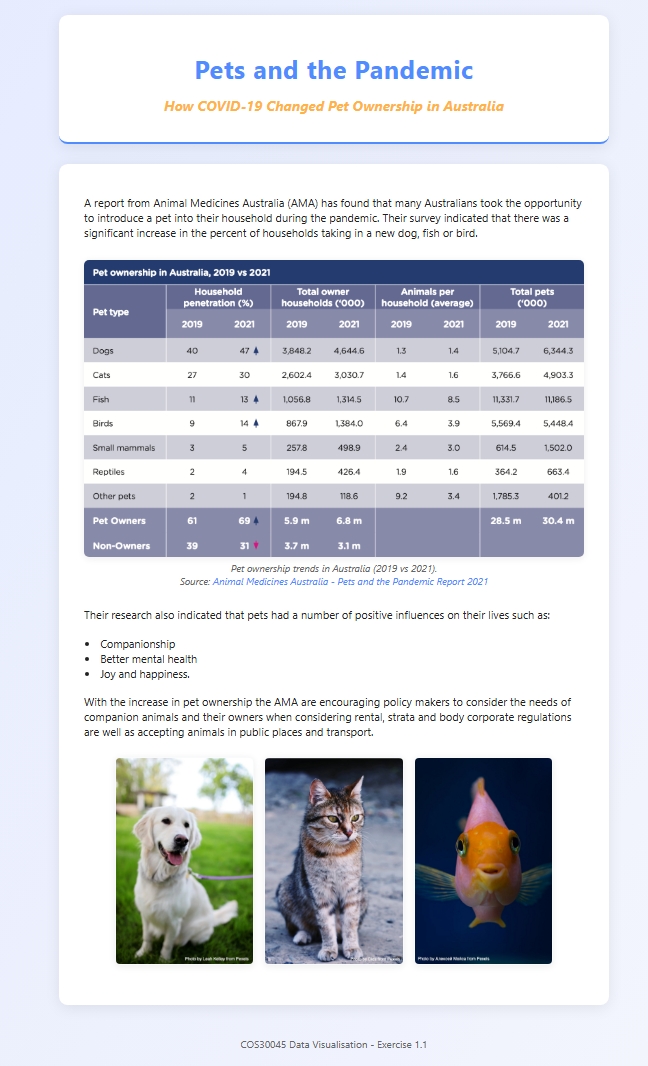 Pets and the Pandemic
How COVID-19 Changed Pet Ownership in Australia
A report from Animal Medicines Australia (AMA) has found that many Australians took the opportunity
to introduce a pet into their household during the pandemic. Their survey indicated that there was a
significant increase in the percent of households taking in a new dog, fish or bird.
Pet ownership in Australia, 2019 vs 2021
Pet type Household penetration (%) Total owner households ('000) Animals per household (average) Total pets ('000)
2019 2021 2019 2021 2019 2021 2019 2021
Dogs 40 47 3,848.2 4,644.6 1.3 1.4 5,104.7 6,344.3
Cats 27 30 2,602.4 3,030.7 1.4 1.6 3,766.6 4,903.3
Fish 11 13 1,056.8 1,314.5 10.7 8.5 11,331.7 11,186.5
Birds 9 14 867.9 1,384.0 6.4 3.9 5,569.4 5,448.4
Small mammals 3 5 257.8 498.9 2.4 3.0 614.5 1,502.0
Reptiles 2 4 194.5 426.4 1.9 1.6 364.2 663.4
Other pets 2 1 194.8 118.6 9.2 3.4 1,785.3 401.2
Pet Owners 61 69 5.9 m 6.8 m 28.5 m 30.4 m
Non-Owners 39 31 3.7 m 3.1 m
Pet ownership trends in Australia (2019 vs 2021).
Source: Animal Medicines Australia - Pets and the Pandemic Report 2021
Their research also indicated that pets had a number of positive influences on their lives such as:
• Companionship
• Better mental health
• Joy and happiness.
With the increase in pet ownership the AMA are encouraging policy makers to consider the needs of
companion animals and their owners when considering rental, strata and body corporate regulations
are well as accepting animals in public places and transport.
Photo by Leah Kelley from Pexels
from Pexels
Photo by from Pexels
COS30045 Data Visualisation - Exercise 1.1